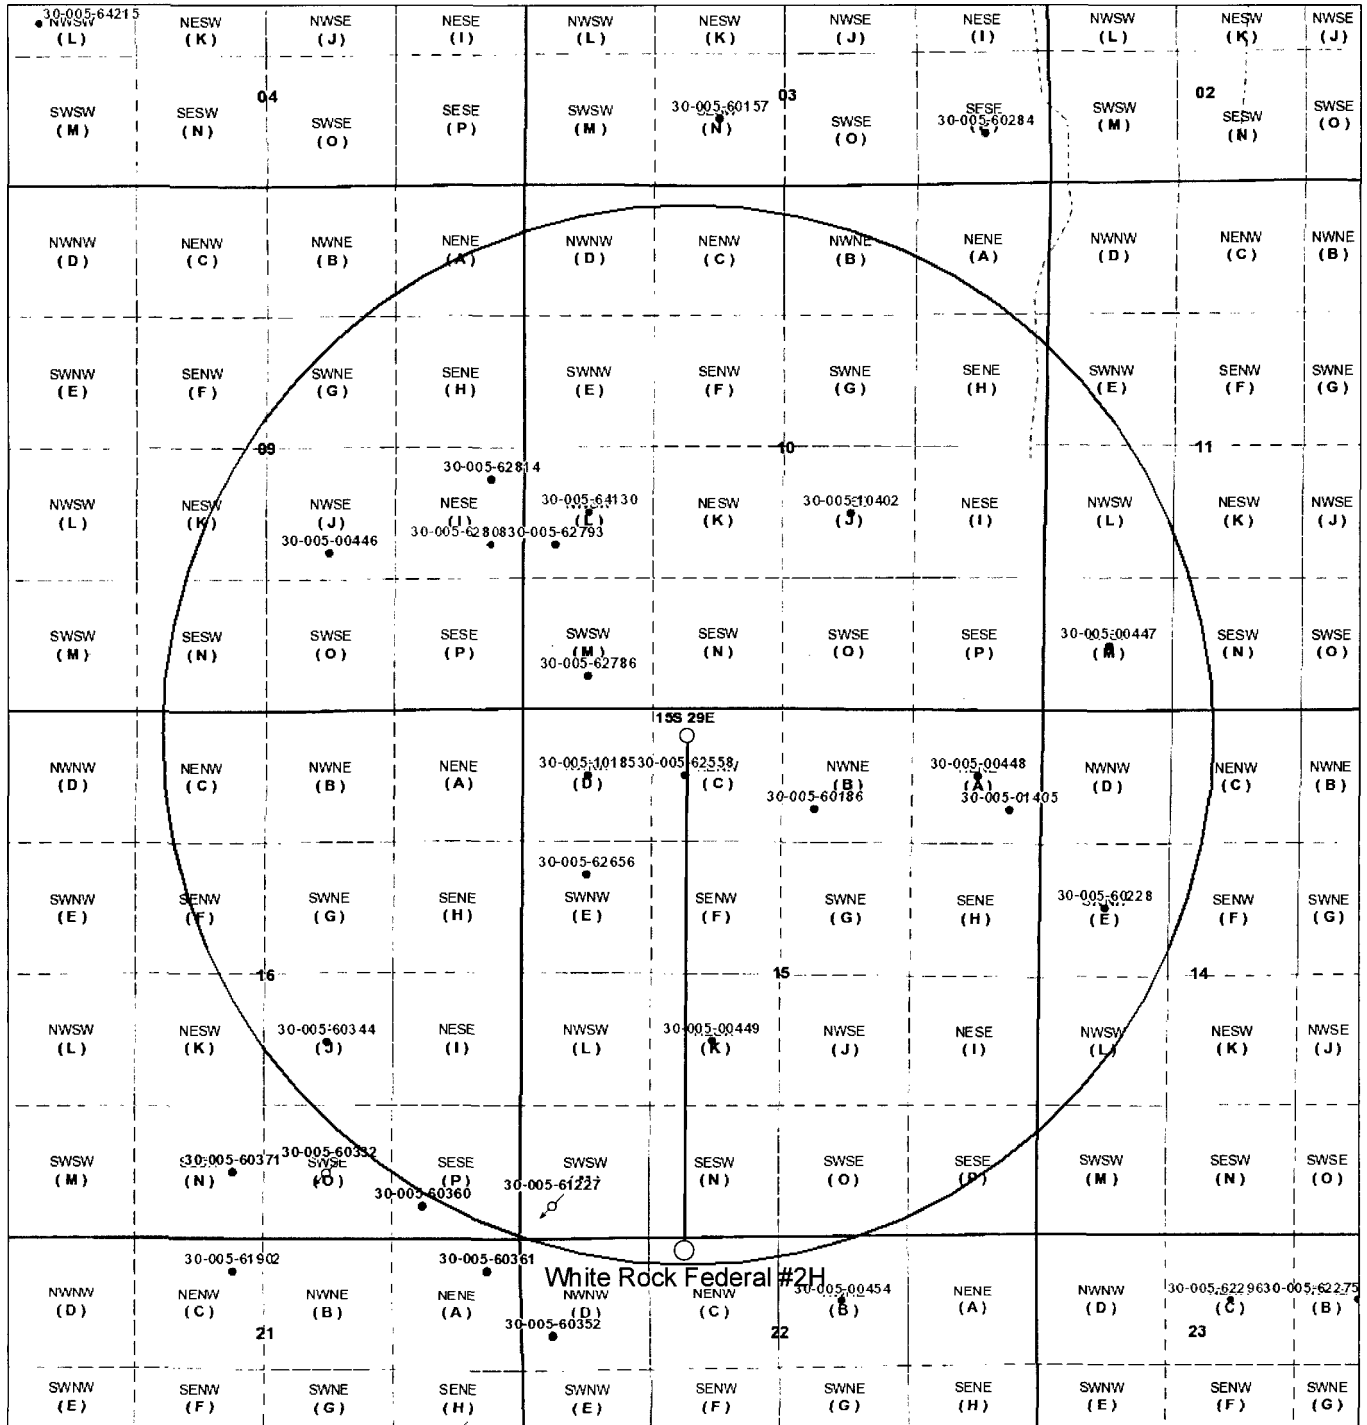 30-005-64215
NWSW NESW NWSE NESE NWSW NESW NWSE NESE NWSW NESW NWSE
(L) (K) (J) (I) (L) (K) (J) (I) (L) (K) (J)
04 03 02
SWSW SESW SWSE SESE SWSW 30-005-60157 SWSE SESE SWSW SESW SWSE
(M) (N) (O) (P) (M) (N) (O) 30-005-60284 (M) (N) (O)
NWNW NENW NWNE NENE NWNW NENW NWNE NENE NWNW NENW NWNE
(D) (C) (B) (A) (D) (C) (B) (A) (D) (C) (B)
SWNW SENW SWNE SENE SWNW SENW SWNE SENE SWNW SENW SWNE
(E) (F) (G) (H) (E) (F) (G) (H) (E) (F) (G)
09 10 11
30-005-62814
NWSW NESW NWSE NESE 30-005-64130 NESW 30-005-10402 NESE NWSW NESW NWSE
(L) (K) (J) (I) (L) (K) (J) (I) (L) (K) (J)
30-005-00446 30-005-62808 30-005-62793
SWSW SESW SWSE SESE SWSW SESW SWSE SESE 30-005-00447 SESW SWSE
(M) (N) (O) (P) (M) (N) (O) (P) (M) (N) (O)
30-005-62786
15S 29E
NWNW NENW NWNE NENE 30-005-10185 30-005-62558 NWNE 30-005-00448 NWNW NENW NWNE
(D) (C) (B) (A) (D) (C) (B) (A) (D) (C) (B)
30-005-60186 30-005-01405
30-005-62656
SWNW SENW SWNE SENE SWNW SENW SWNE SENE 30-005-60228 SENW SWNE
(E) (F) (G) (H) (E) (F) (G) (H) (E) (F) (G)
16 15 14
NWSW NESW 30-005-60344 NESE NWSW 30-005-00449 NWSE NESE NWSW NESW NWSE
(L) (K) (J) (I) (L) (K) (J) (I) (L) (K) (J)
SWSW 30-005-60371 30-005-60332 SWSE SESE SWSW SESW SWSE SESE SWSW SESW SWSE
(M) (N) (O) (P) (N) (O) (P) (M) (N) (O)
30-005-60360 30-005-61227
30-005-61902 30-005-60361
White Rock Federal #2H
NWNW NENW NWNE NENE NWNW NENW 30-005-00454 NENE NWNW 30-005-62296 30-005-62275
(D) (C) (B) (A) (D) (C) (B) (A) (D) (C) (B)
21 30-005-60352 22 23
SWNW SENW SWNE SENE SWNW SENW SWNE SENE SWNW SENW SWNE
(E) (F) (G) (H) (E) (F) (G) (H) (E) (F) (G)